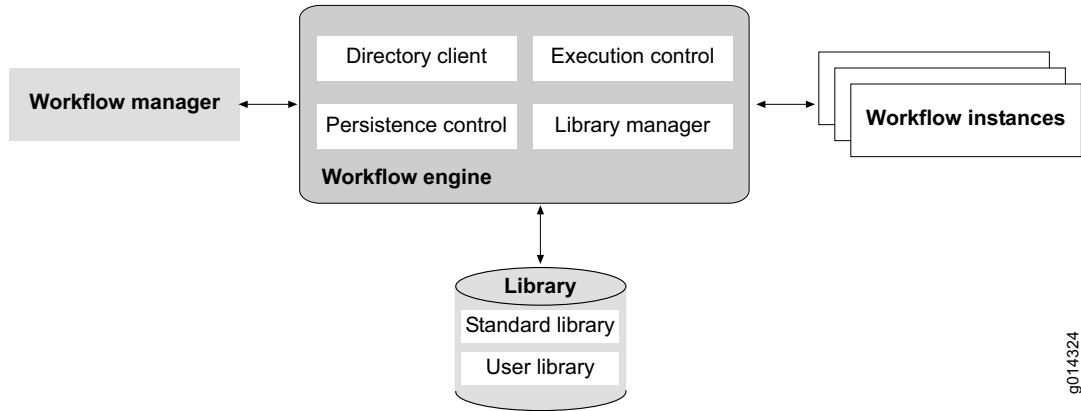 Directory client
Execution control
Workflow manager
Persistence control
Library manager
Workflow instances
Workflow engine
Library
Standard library
User library
g014324